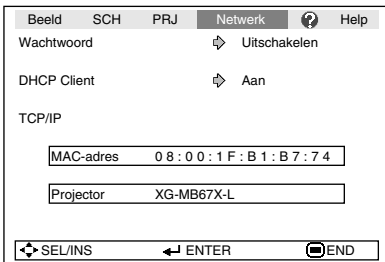 Beeld SCH PRJ Netwerk ? Help
Wachtwoord Uitschakelen
DHCP Client Aan
TCP/IP
MAC-adres 08:00:1F:B1:B7:74
Projector XG-MB67X-L
SEL/INS ENTER END